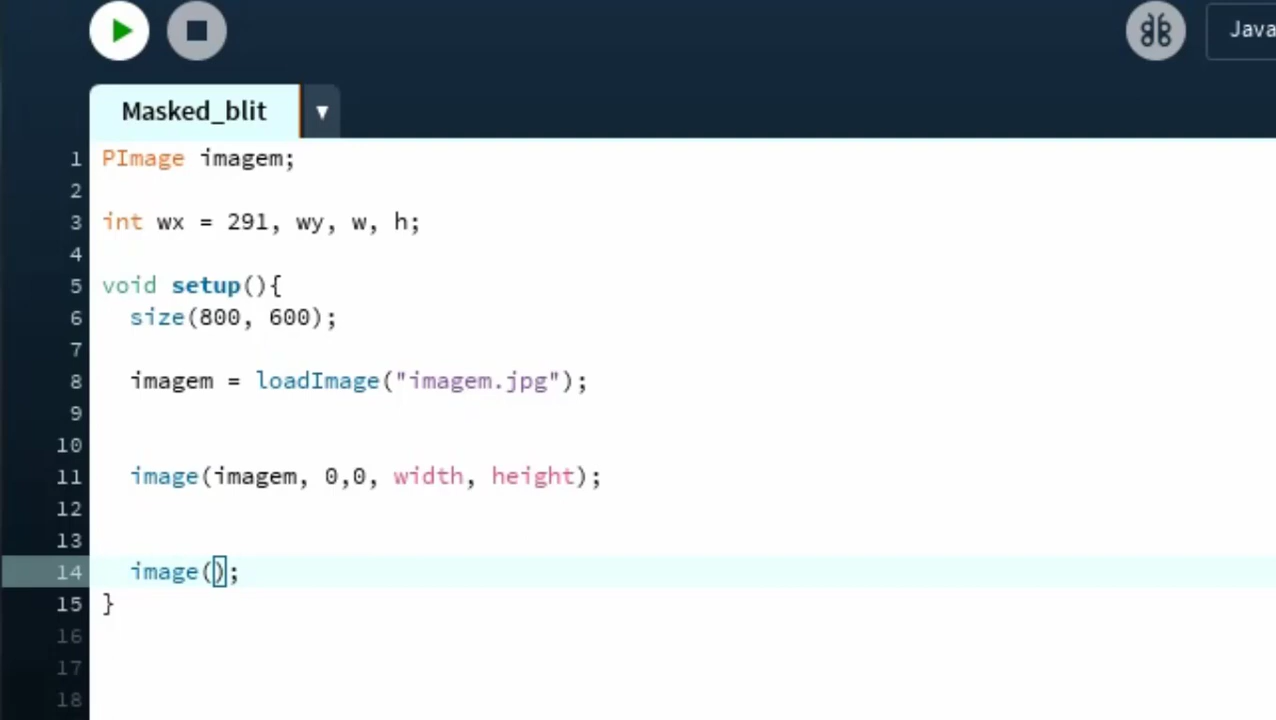 Java
Masked_blit ▼
1 PImage imagem;
2
3 int wx = 291, wy, w, h;
4
5 void setup(){
6 size(800, 600);
7
8 imagem = loadImage("imagem.jpg");
9
10
11 image(imagem, 0,0, width, height);
12
13
14 image();
15 }
16
17
18